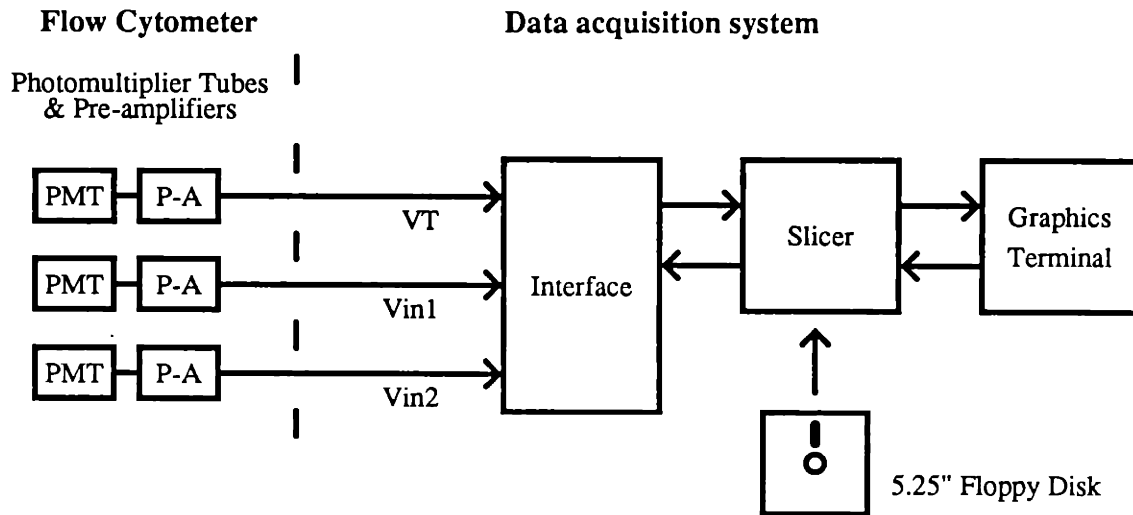 Flow Cytometer
Data acquisition system
Photomultiplier Tubes
& Pre-amplifiers
PMT
P-A
VT
PMT
P-A
Vin1
PMT
P-A
Vin2
Interface
Slicer
Graphics
Terminal
5.25" Floppy Disk